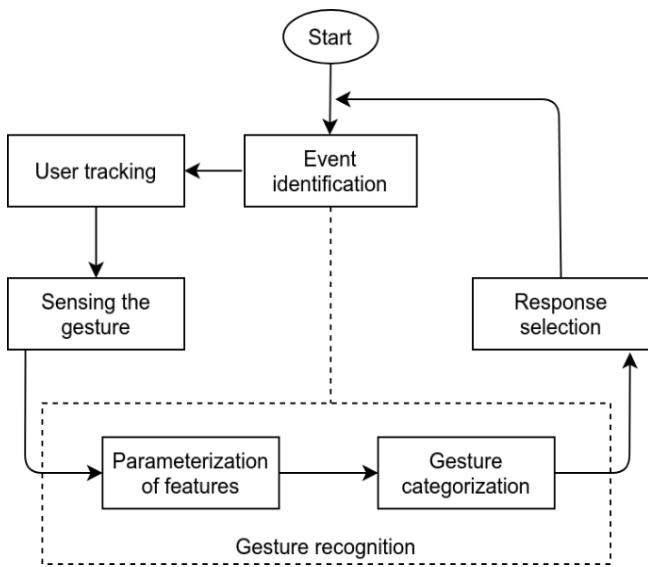 Start
Event
identification
User tracking
Sensing the
gesture
Response
selection
Parameterization
of features
Gesture
categorization
Gesture recognition